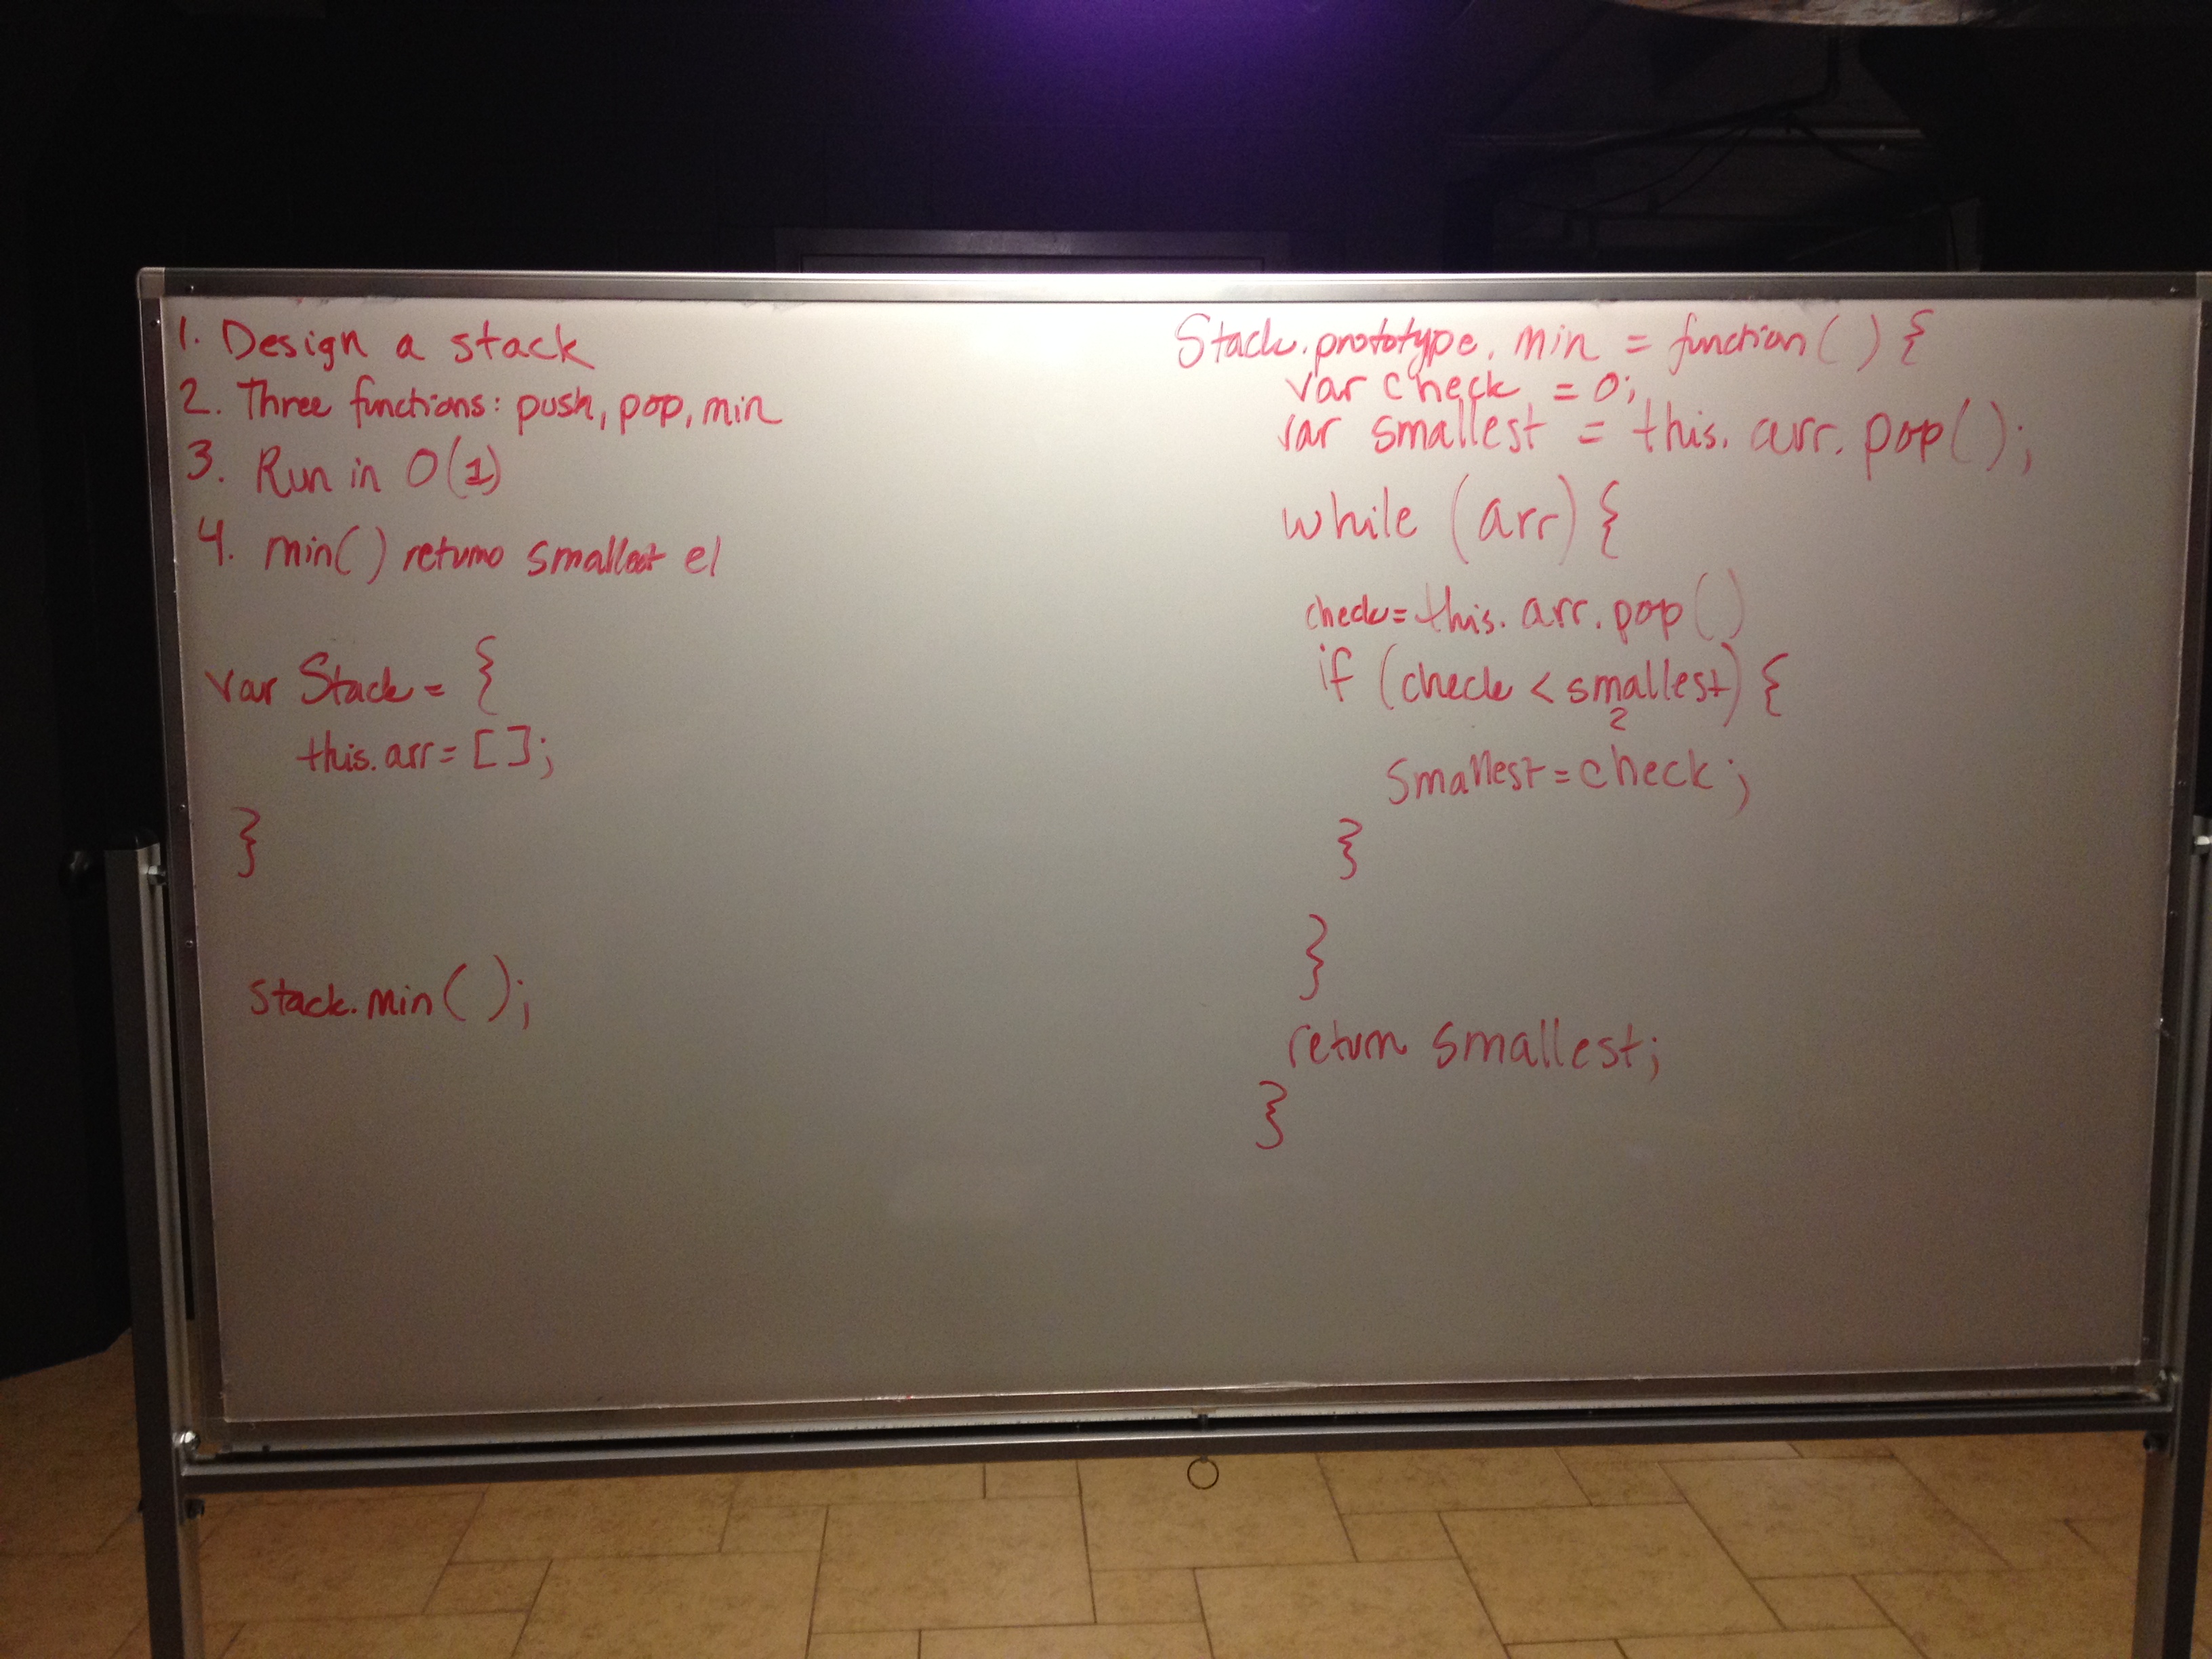 1. Design a stack
2. Three functions: push, pop, min
3. Run in O(1)
4. min() returns smallest el
var Stack = {
this.arr = [];
}
stack.min();
Stack.prototype.min = function() {
var check = 0;
var smallest = this.arr.pop();
while (arr) {
check = this.arr.pop()
if (check < smallest) {
2
smallest = check;
}
}
return smallest;
}